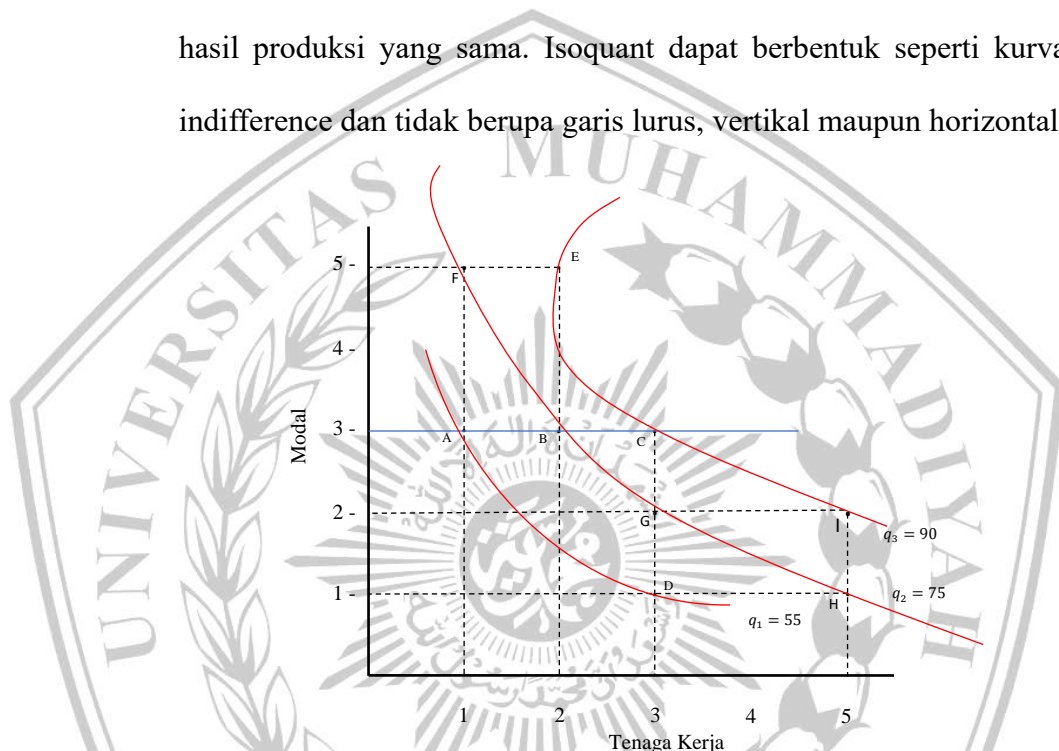 hasil produksi yang sama. Isoquant dapat berbentuk seperti kurva
indifference dan tidak berupa garis lurus, vertikal maupun horizontal
UNIVERSITAS MUHAMMADIYAH
5 -
F
E
4 -
Modal
3 -
A
B
C
2 -
G
I
q₃ = 90
1 -
D
H
q₂ = 75
q₁ = 55
1 2 3 4 5
Tenaga Kerja